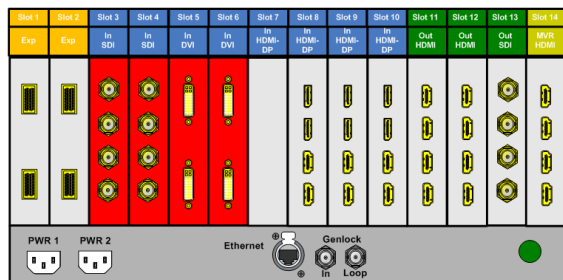 Slot 1 Slot 2 Slot 3 Slot 4 Slot 5 Slot 6 Slot 7 Slot 8 Slot 9 Slot 10 Slot 11 Slot 12 Slot 13 Slot 14
Exp Exp In SDI In SDI In DVI In DVI In HDMI-DP In HDMI-DP In HDMI-DP In HDMI-DP Out HDMI Out HDMI Out SDI MVR HDMI
PWR 1 PWR 2 Ethernet Genlock
In Loop